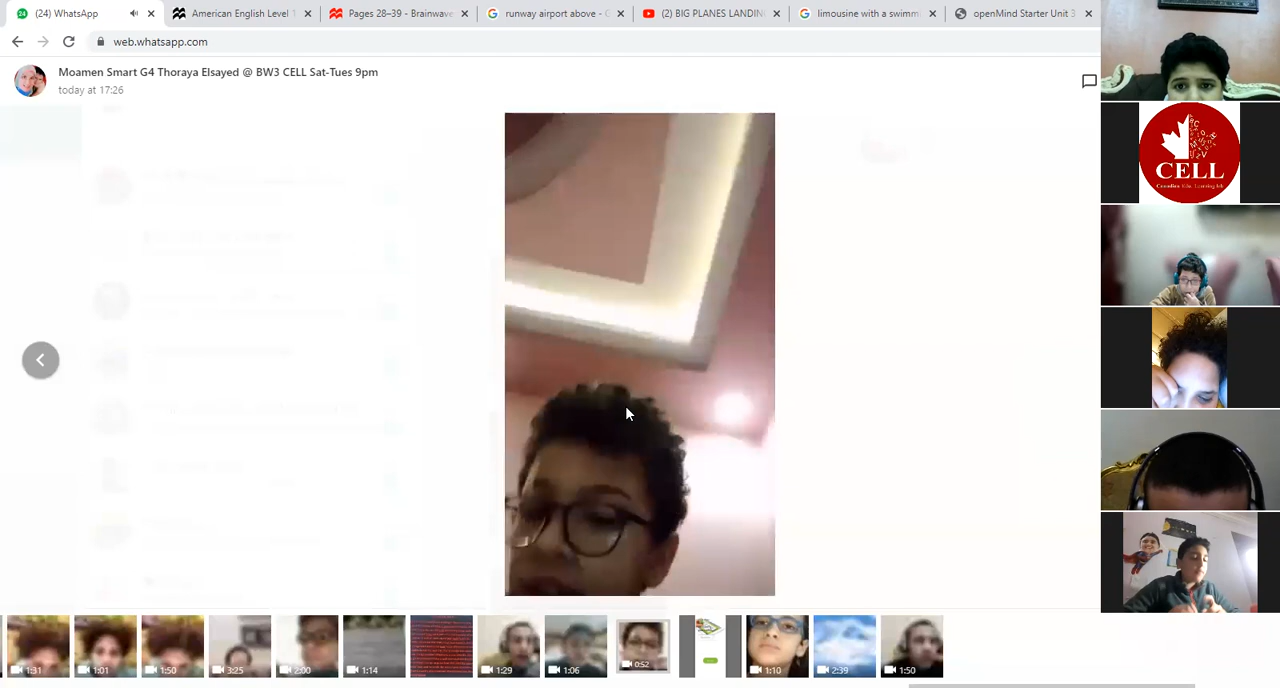 (24) WhatsApp
American English Level 1
Pages 28–39 - Brainwave
runway airport above - G
(2) BIG PLANES LANDING
limousine with a swimm
openMind Starter Unit 3
web.whatsapp.com
Moamen Smart G4 Thoraya Elsayed @ BW3 CELL Sat-Tues 9pm
today at 17:26
CELL
1:31
1:01
1:50
3:25
2:00
1:14
1:29
1:06
0:52
1:10
2:39
1:50